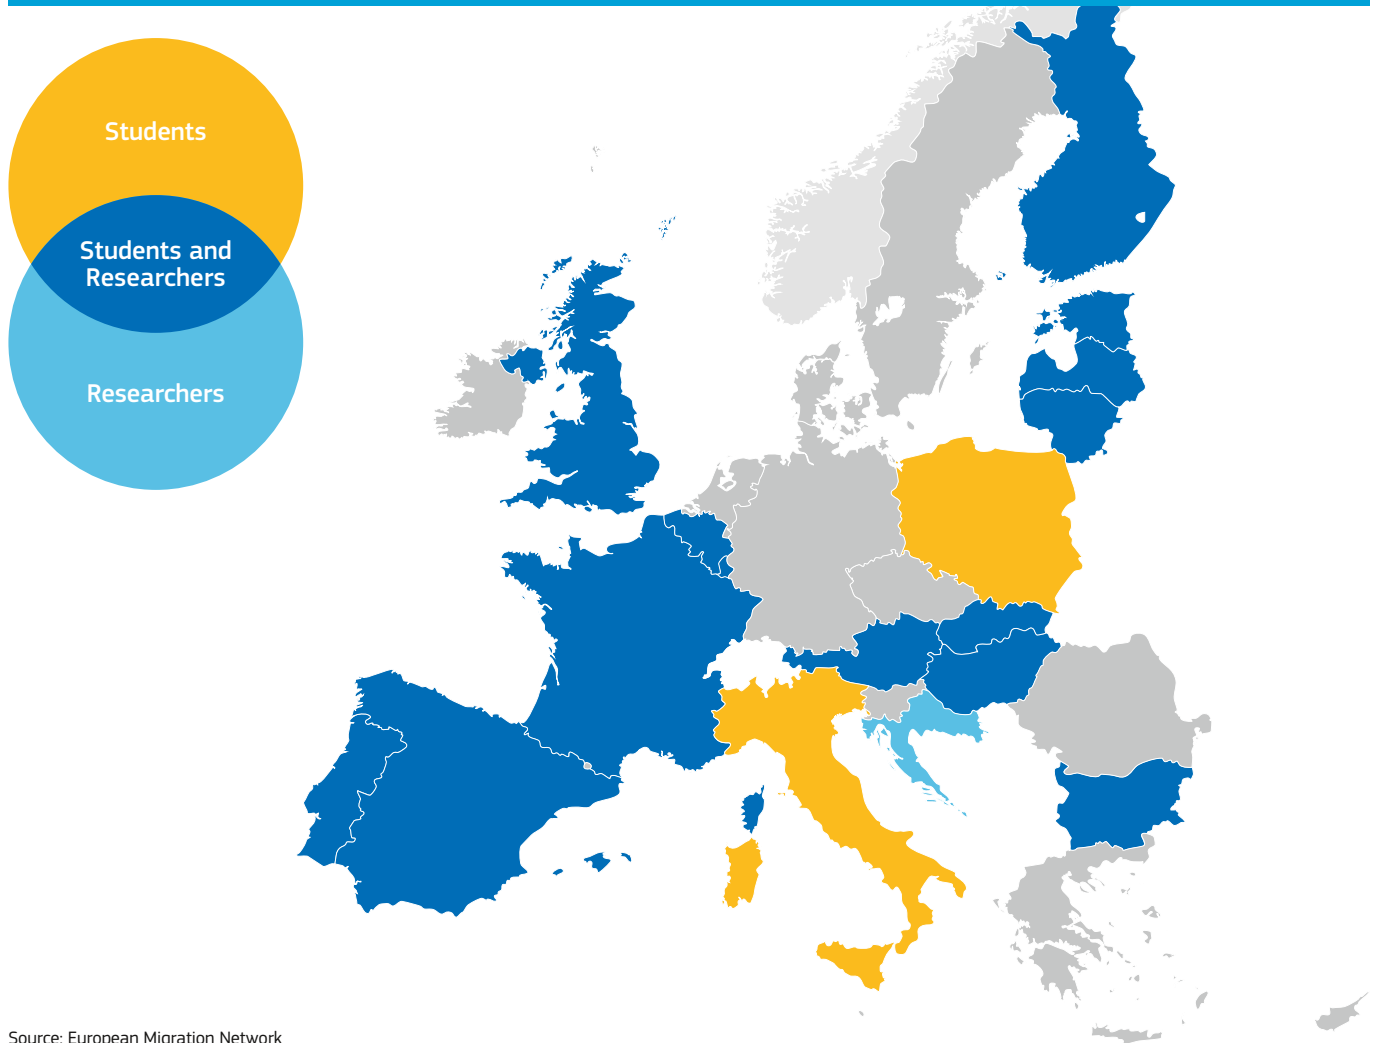 Students
Students and
Researchers
Researchers
Source: European Migration Network